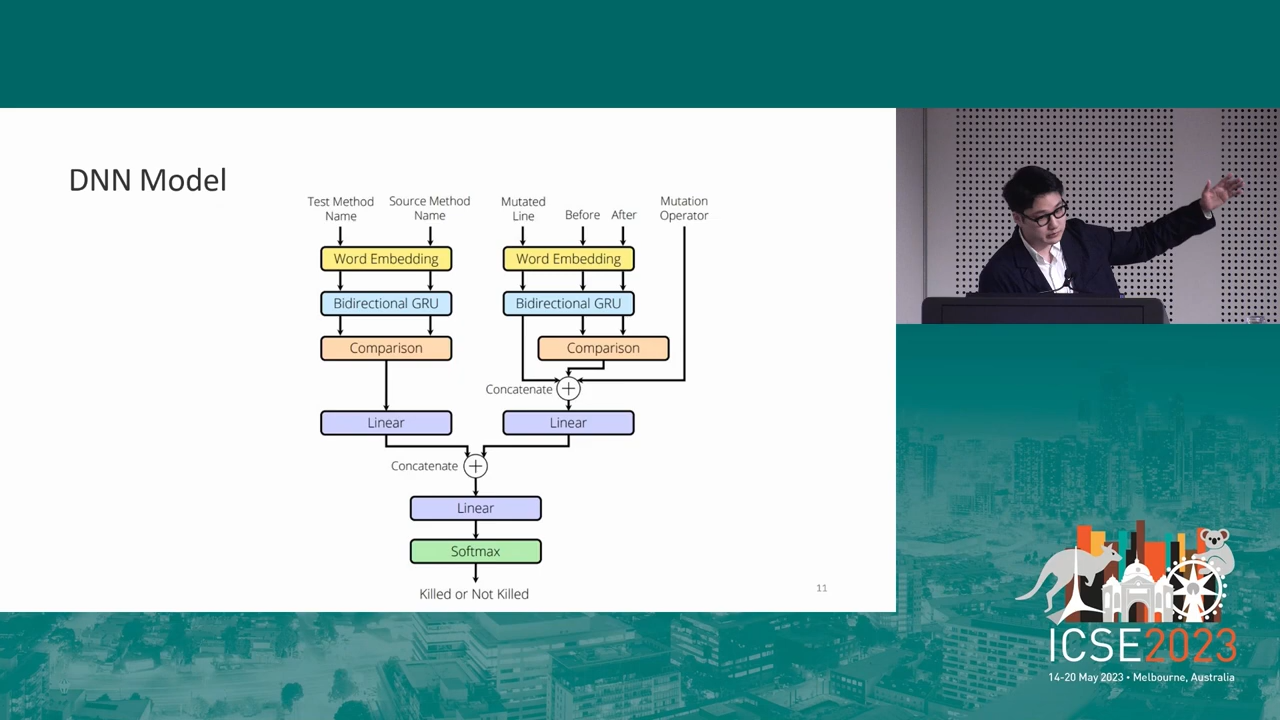 DNN Model
Test Method
Name
Source Method
Name
Mutated
Line
Before
After
Mutation
Operator
Word Embedding
Word Embedding
Bidirectional GRU
Bidirectional GRU
Comparison
Comparison
Concatenate
Linear
Linear
Concatenate
Linear
Softmax
Killed or Not Killed
11
ICSE2023
14-20 May 2023 • Melbourne, Australia